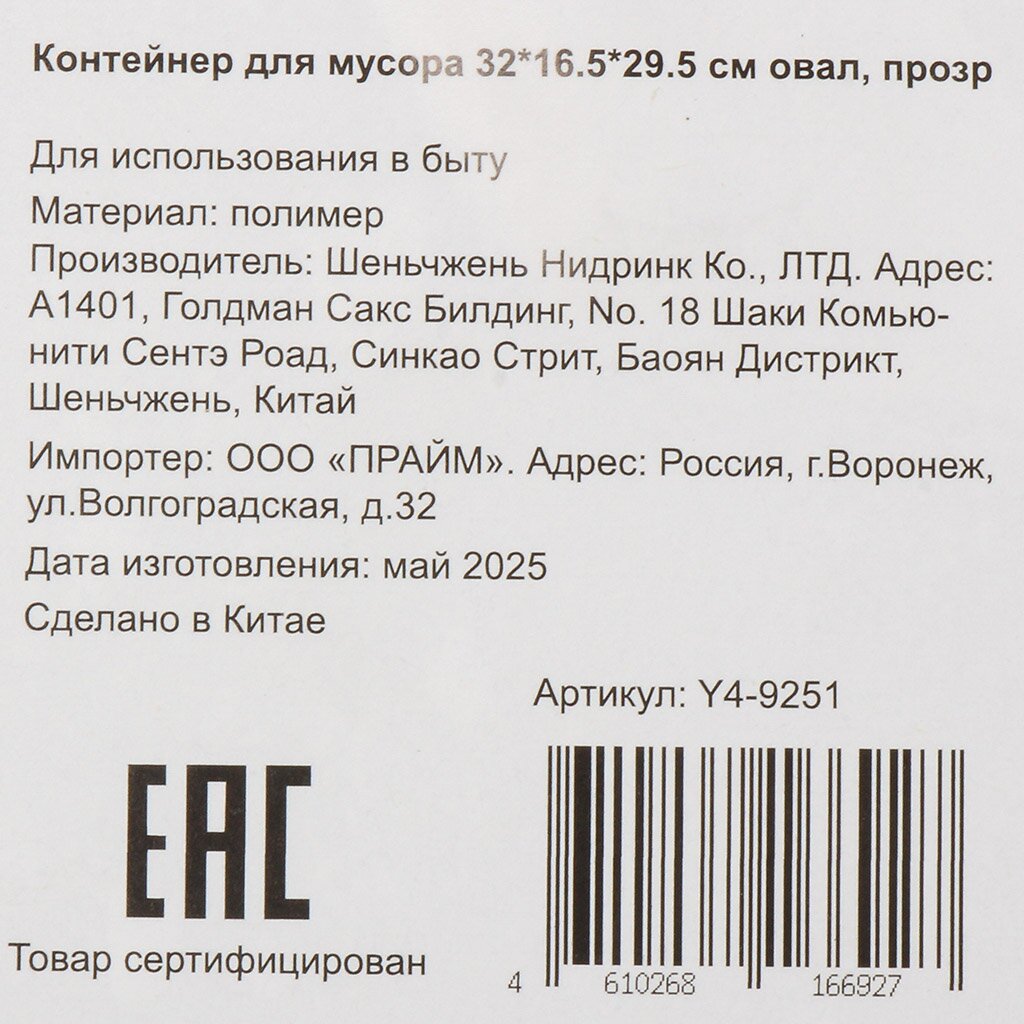 Контейнер для мусора 32*16.5*29.5 см овал, прозр
Для использования в быту
Материал: полимер
Производитель: Шеньчжень Нидринк Ко., ЛТД. Адрес:
А1401, Голдман Сакс Билдинг, No. 18 Шаки Комью-
нити Сентэ Роад, Синкао Стрит, Баоян Дистрикт,
Шеньчжень, Китай
Импортер: ООО «ПРАЙМ». Адрес: Россия, г.Воронеж,
ул.Волгоградская, д.32
Дата изготовления: май 2025
Сделано в Китае
Артикул: Y4-9251
EAC
Товар сертифицирован
4 610268 166927